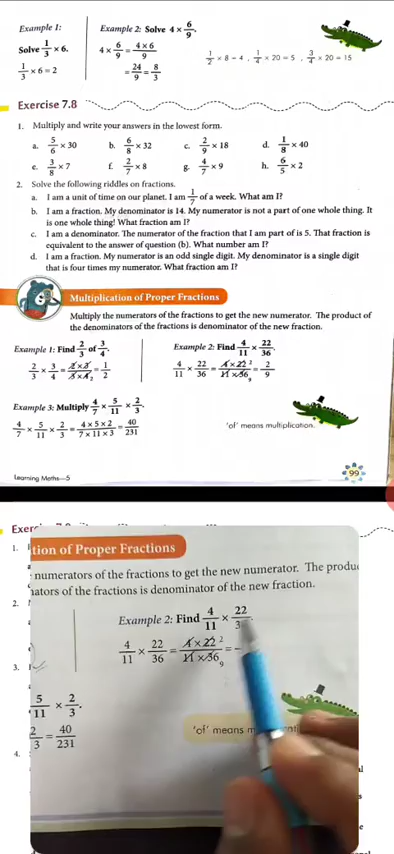 Example 1:
Solve 1/3 × 6.
1/3 × 6 = 2
Example 2: Solve 4 × 6/9.
4 × 6/9 = 4 × 6/9
= 24/9 = 8/3
1/2 × 8 = 4 , 1/4 × 20 = 5 , 3/4 × 20 = 15
Exercise 7.8
1. Multiply and write your answers in the lowest form.
a. 5/6 × 30 b. 6/8 × 32 c. 2/9 × 18 d. 1/8 × 40
e. 3/8 × 7 f. 2/7 × 8 g. 4/7 × 9 h. 6/5 × 2
2. Solve the following riddles on fractions.
a. I am a unit of time on our planet. I am 1/7 of a week. What am I?
b. I am a fraction. My denominator is 14. My numerator is not a part of one whole thing. It
is one whole thing! What fraction am I?
c. I am a denominator. The numerator of the fraction that I am part of is 5. That fraction is
equivalent to the answer of question (b). What number am I?
d. I am a fraction. My numerator is an odd single digit. My denominator is a single digit
that is four times my numerator. What fraction am I?
Multiplication of Proper Fractions
Multiply the numerators of the fractions to get the new numerator. The product of
the denominators of the fractions is denominator of the new fraction.
Example 1: Find 2/3 of 3/4.
2/3 × 3/4 = 2 × 3/3 × 4 2 = 1/2
Example 2: Find 4/11 × 22/36.
4/11 × 22/36 = 4 × 22 2/11 × 36 9 = 2/9
Example 3: Multiply 4/7 × 5/11 × 2/3.
4/7 × 5/11 × 2/3 = 4 × 5 × 2/7 × 11 × 3 = 40/231
'of' means multiplication.
Learning Maths—5
99
Exer
1.
tion of Proper Fractions
numerators of the fractions to get the new numerator. The produ
nators of the fractions is denominator of the new fraction.
2.
Example 2: Find 4/11 × 22/3
4/11 × 22/36 = 4 × 22 2/11 × 36 9 =
3.
5/11 × 2/3.
2/3 = 40/231
'of' means m
4.